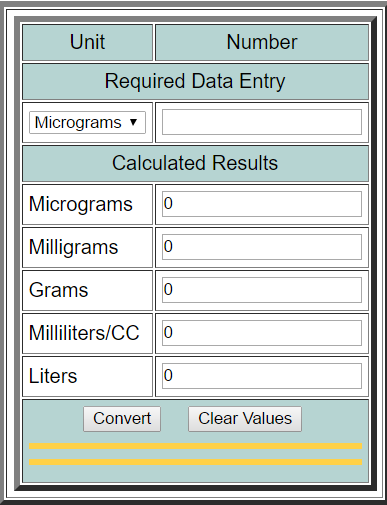 Unit Number
Required Data Entry
Micrograms ▼
Calculated Results
Micrograms 0
Milligrams 0
Grams 0
Milliliters/CC 0
Liters 0
Convert Clear Values